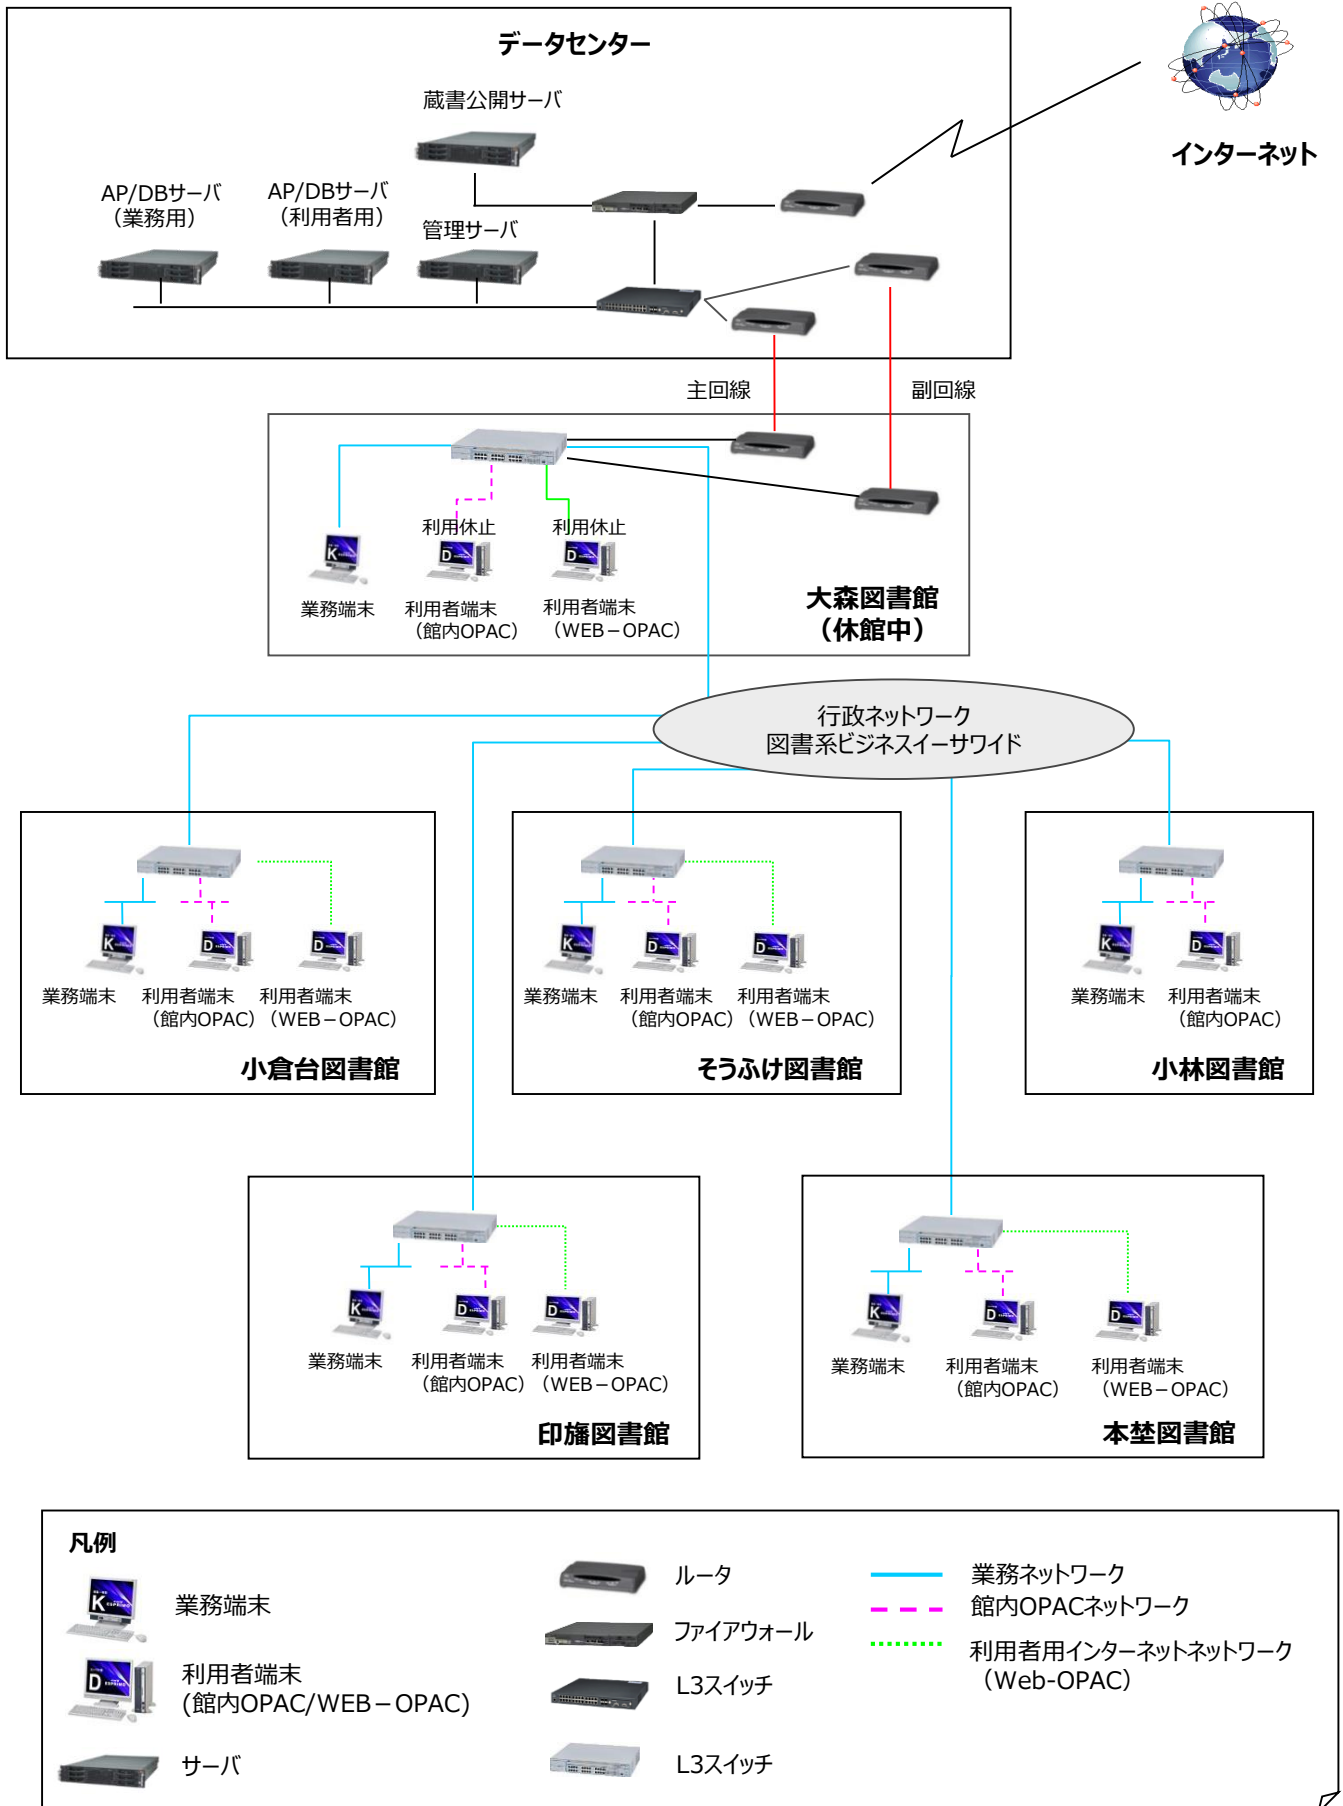 データセンター
インターネット
蔵書公開サーバ
AP/DBサーバ
(業務用)
AP/DBサーバ
(利用者用)
管理サーバ
主回線
副回線
利用休止
利用休止
業務端末
利用者端末
(館内OPAC)
利用者端末
(WEB-OPAC)
大森図書館
(休館中)
行政ネットワーク
図書系ビジネスイーサワイド
業務端末
利用者端末
(館内OPAC)
利用者端末
(WEB-OPAC)
小倉台図書館
業務端末
利用者端末
(館内OPAC)
利用者端末
(WEB-OPAC)
そうふけ図書館
業務端末
利用者端末
(館内OPAC)
小林図書館
業務端末
利用者端末
(館内OPAC)
利用者端末
(WEB-OPAC)
印旛図書館
業務端末
利用者端末
(館内OPAC)
利用者端末
(WEB-OPAC)
本埜図書館
凡例
K
業務端末
D
利用者端末
(館内OPAC/WEB-OPAC)
サーバ
ルータ
ファイアウォール
L3スイッチ
L3スイッチ
業務ネットワーク
館内OPACネットワーク
利用者用インターネットネットワーク
(Web-OPAC)